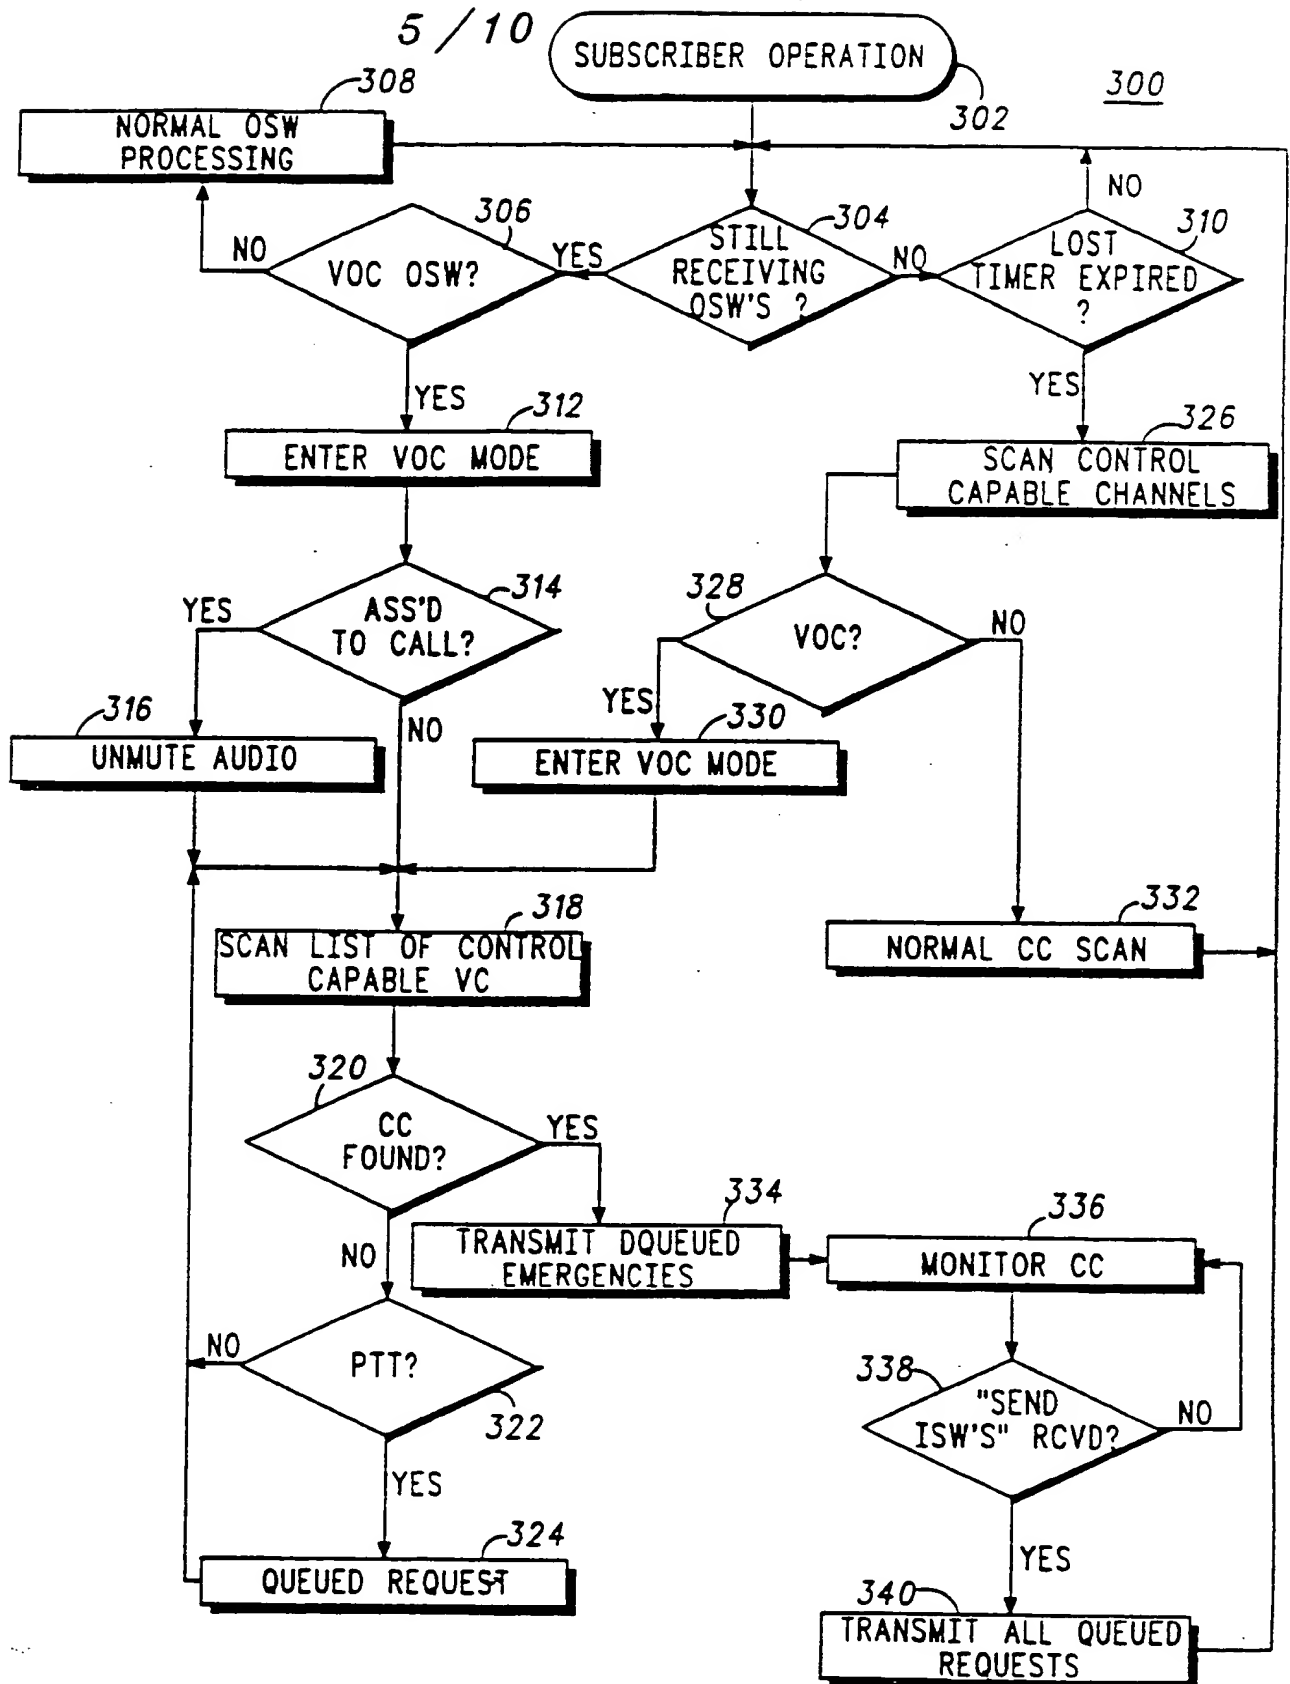 5/10
SUBSCRIBER OPERATION
302
300
308
NORMAL OSW
PROCESSING
NO
306
VOC OSW?
YES
304
STILL
RECEIVING
OSW'S ?
NO
310
LOST
TIMER EXPIRED
?
NO
YES
YES
312
ENTER VOC MODE
326
SCAN CONTROL
CAPABLE CHANNELS
314
ASS'D
TO CALL?
YES
NO
328
VOC?
NO
YES
316
UNMUTE AUDIO
330
ENTER VOC MODE
318
SCAN LIST OF CONTROL
CAPABLE VC
332
NORMAL CC SCAN
320
CC
FOUND?
YES
NO
334
TRANSMIT DQUEUED
EMERGENCIES
336
MONITOR CC
NO
PTT?
322
YES
338
"SEND
ISW'S" RCVD?
NO
YES
324
QUEUED REQUEST
340
TRANSMIT ALL QUEUED
REQUESTS